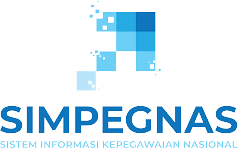 SIMPEGNAS
SISTEM INFORMASI KEPEGAWAIAN NASIONAL